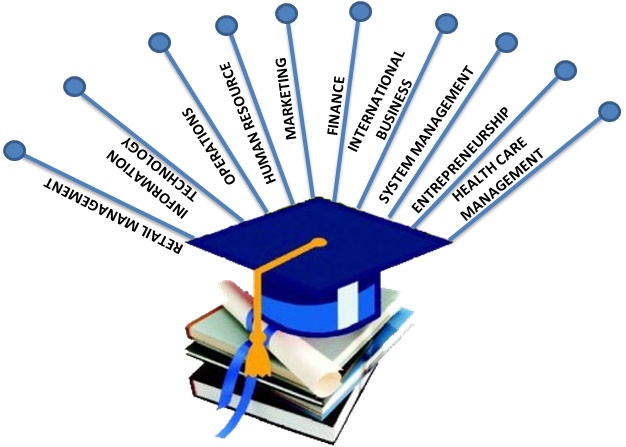 RETAIL MANAGEMENT
INFORMATION
TECHNOLOGY
OPERATIONS
HUMAN RESOURCE
MARKETING
FINANCE
INTERNATIONAL
BUSINESS
SYSTEM MANAGEMENT
ENTREPRENEURSHIP
HEALTH CARE
MANAGEMENT